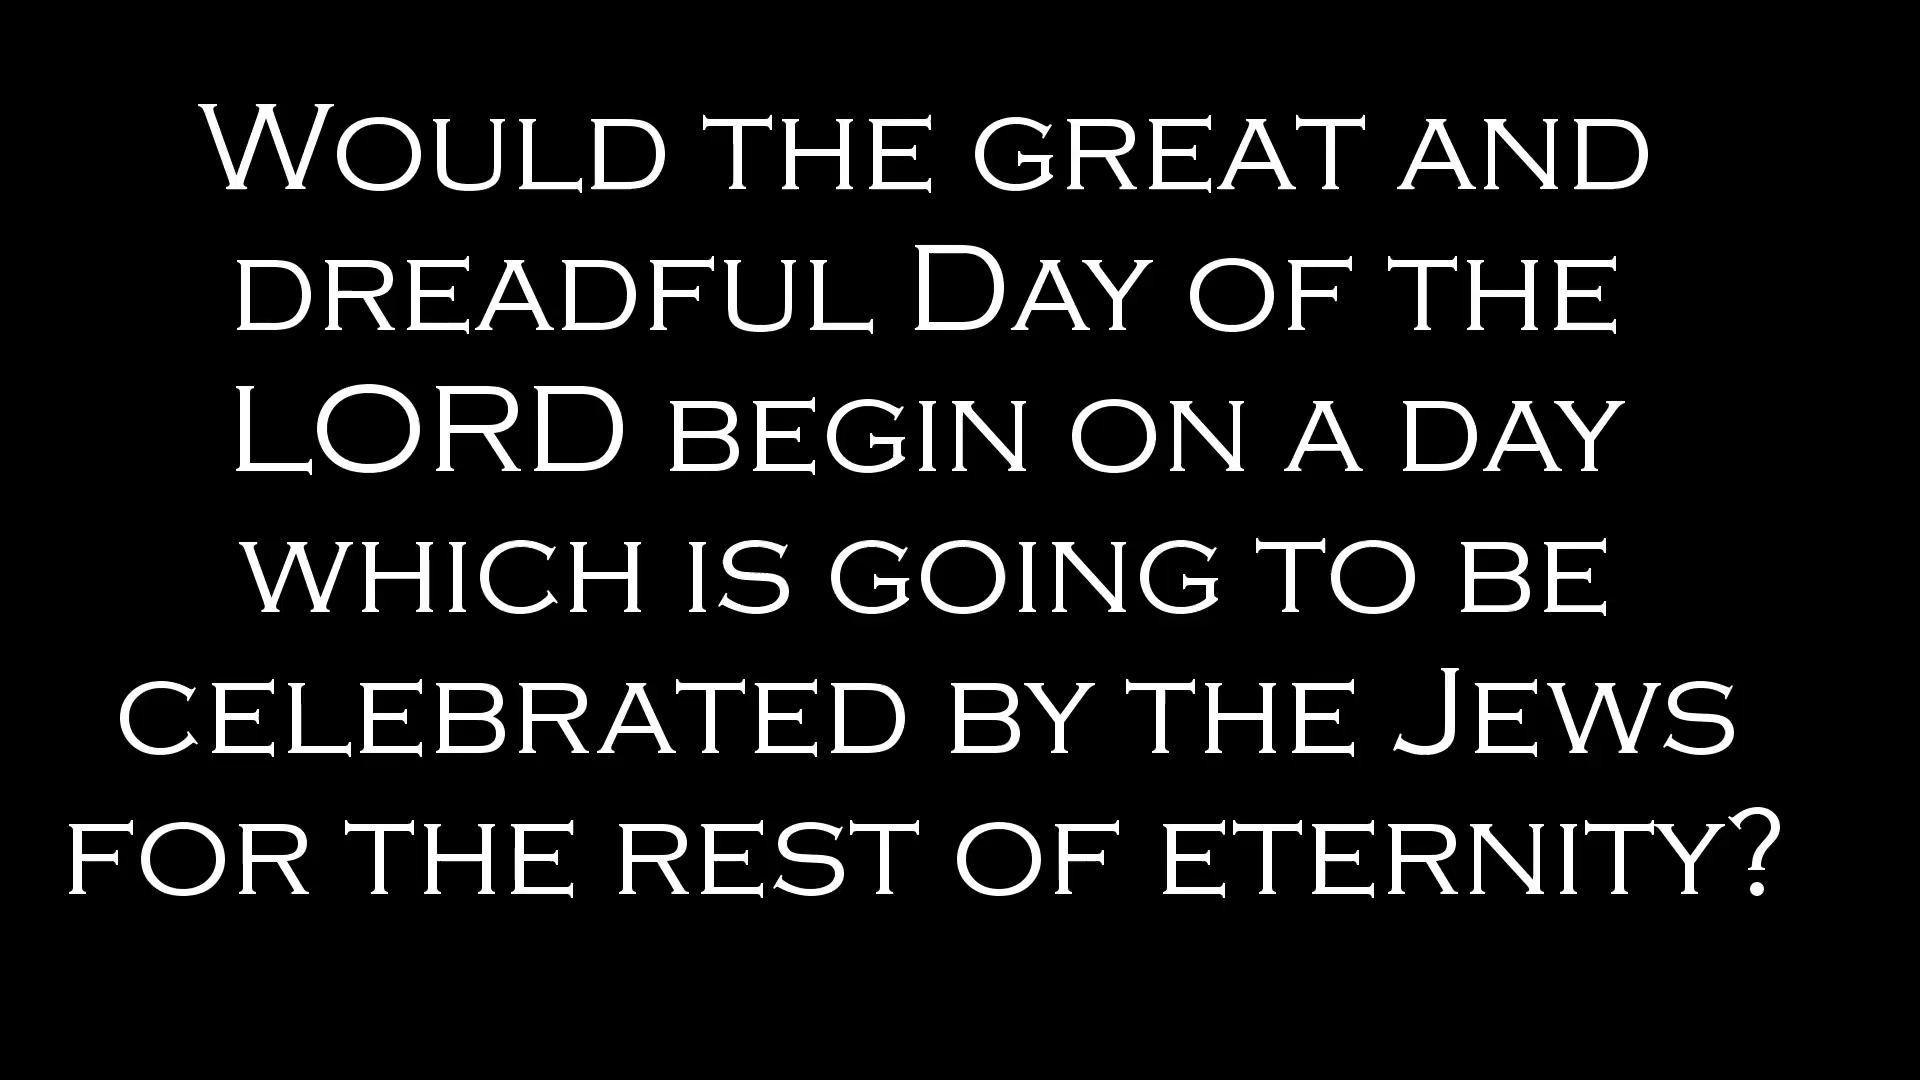 Would the great and
dreadful Day of the
LORD begin on a day
which is going to be
celebrated by the Jews
for the rest of eternity?